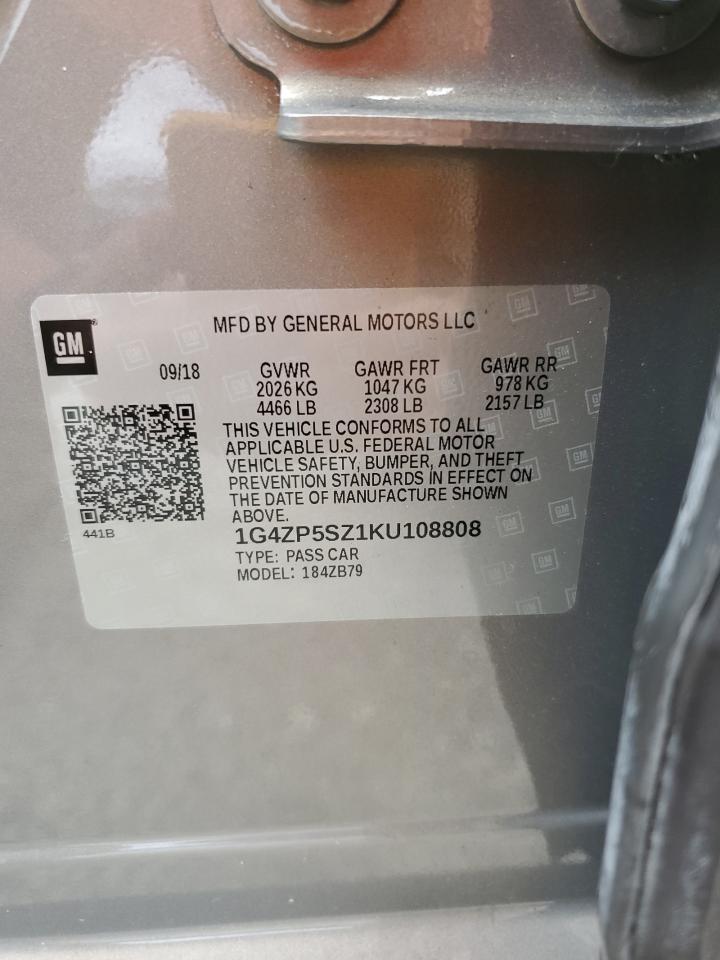 GM
MFD BY GENERAL MOTORS LLC
09/18 GVWR GAWR FRT GAWR RR
2026 KG 1047 KG 978 KG
4466 LB 2308 LB 2157 LB
THIS VEHICLE CONFORMS TO ALL
APPLICABLE U.S. FEDERAL MOTOR
VEHICLE SAFETY, BUMPER, AND THEFT
PREVENTION STANDARDS IN EFFECT ON
THE DATE OF MANUFACTURE SHOWN
ABOVE.
441B
1G4ZP5SZ1KU108808
TYPE: PASS CAR
MODEL: 184ZB79